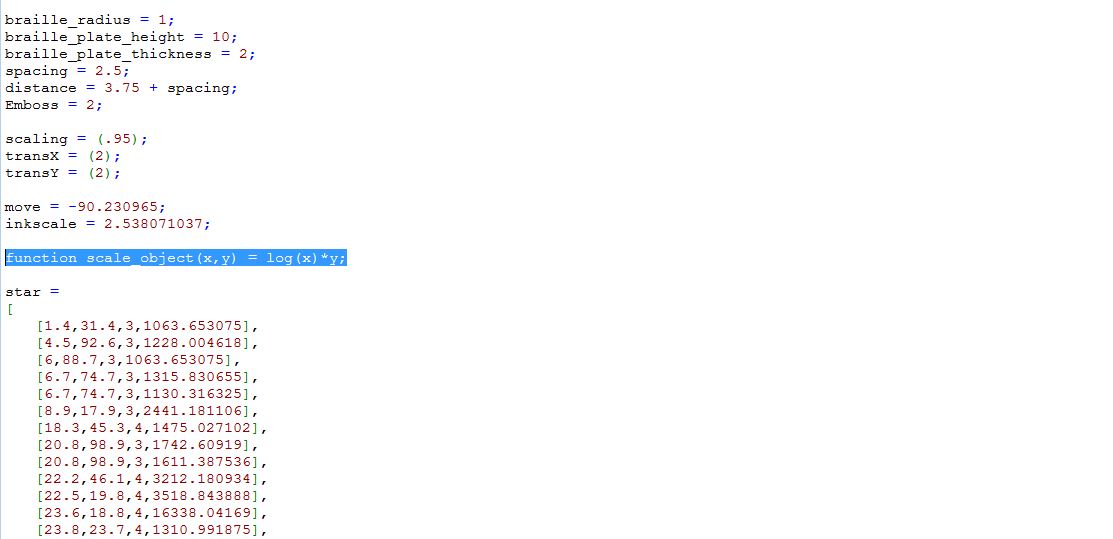 braille_radius = 1;
braille_plate_height = 10;
braille_plate_thickness = 2;
spacing = 2.5;
distance = 3.75 + spacing;
Emboss = 2;
scaling = (.95);
transX = (2);
transY = (2);
move = -90.230965;
inkscale = 2.538071037;
function scale_object(x,y) = log(x)*y;
star =
[
[1.4,31.4,3,1063.653075],
[4.5,92.6,3,1228.004618],
[6,88.7,3,1063.653075],
[6.7,74.7,3,1315.830655],
[6.7,74.7,3,1130.316325],
[8.9,17.9,3,2441.181106],
[18.3,45.3,4,1475.027102],
[20.8,98.9,3,1742.60919],
[20.8,98.9,3,1611.387536],
[22.2,46.1,4,3212.180934],
[22.5,19.8,4,3518.843888],
[23.6,18.8,4,16338.04169],
[23.8,23.7,4,1310.991875],